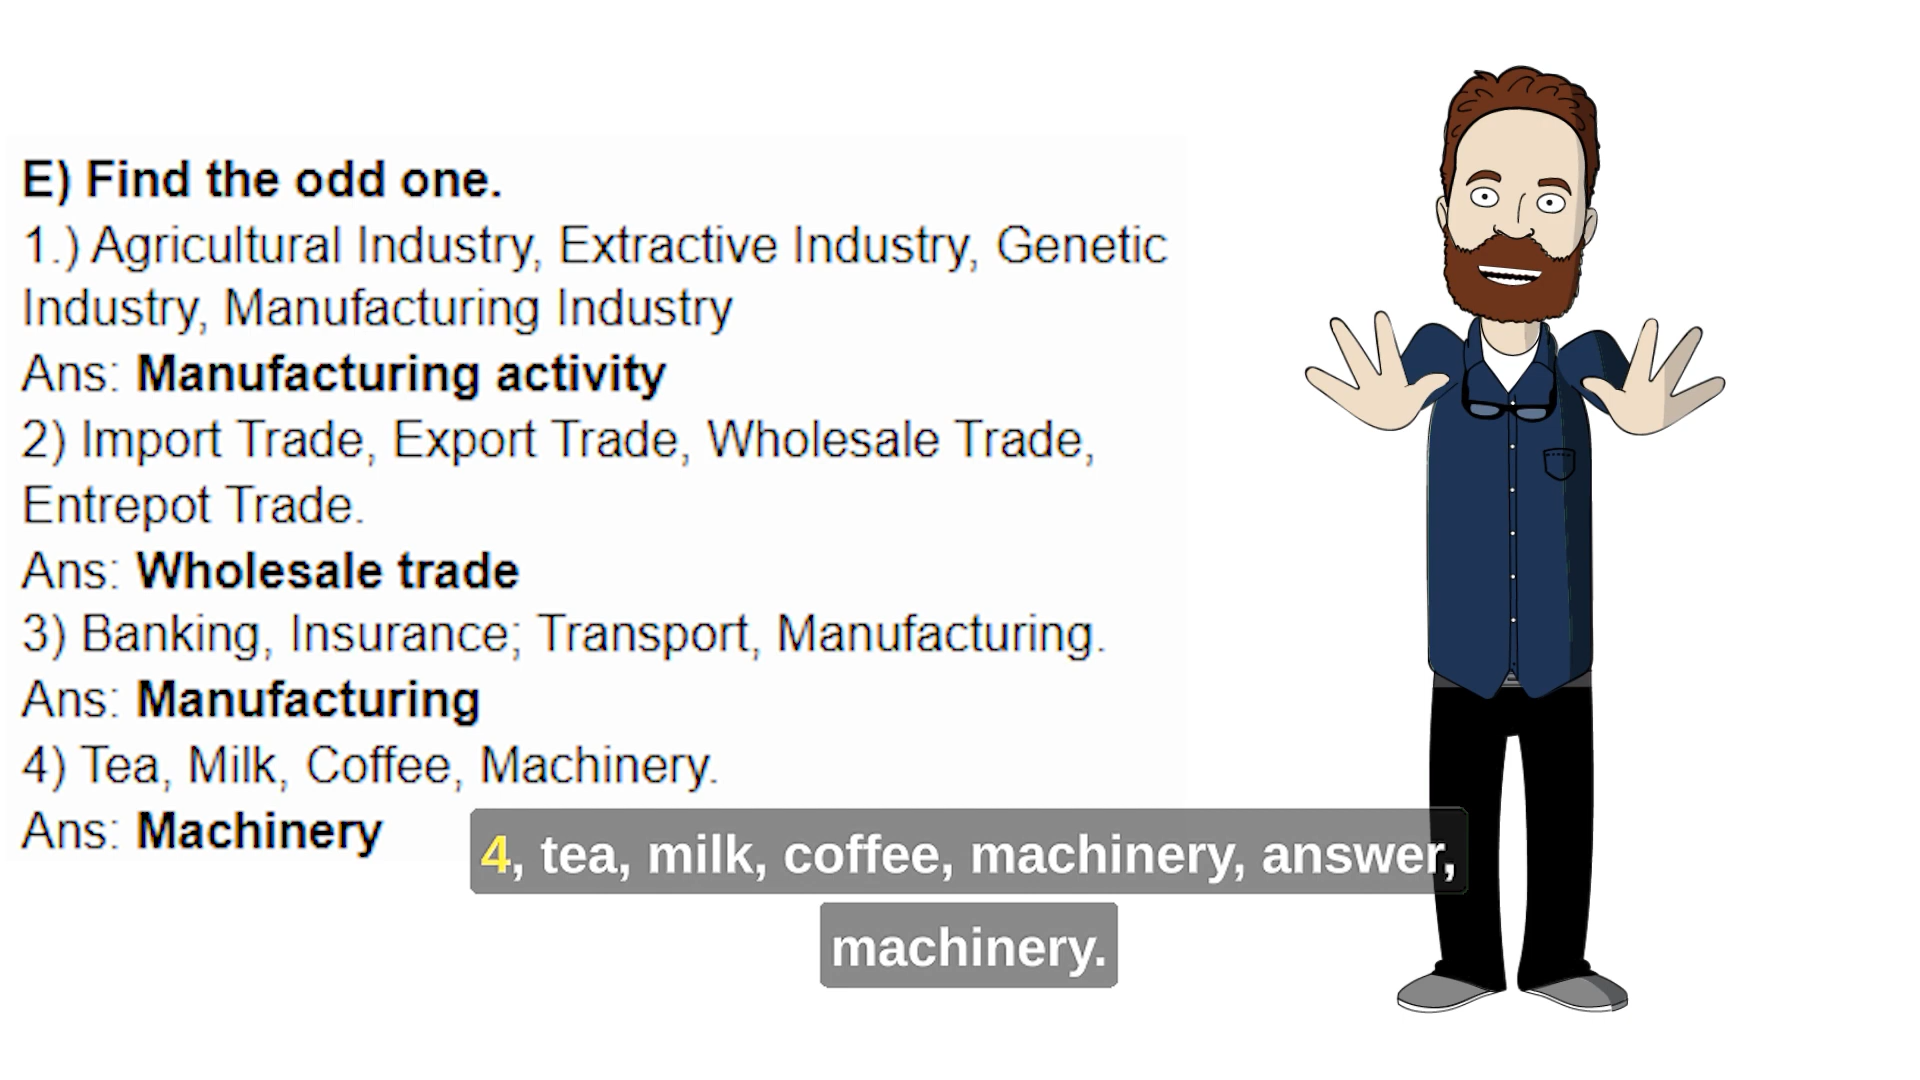 E) Find the odd one.
1.) Agricultural Industry, Extractive Industry, Genetic
Industry, Manufacturing Industry
Ans: Manufacturing activity
2) Import Trade, Export Trade, Wholesale Trade,
Entrepot Trade.
Ans: Wholesale trade
3) Banking, Insurance; Transport, Manufacturing.
Ans: Manufacturing
4) Tea, Milk, Coffee, Machinery.
Ans: Machinery
4, tea, milk, coffee, machinery, answer,
machinery.